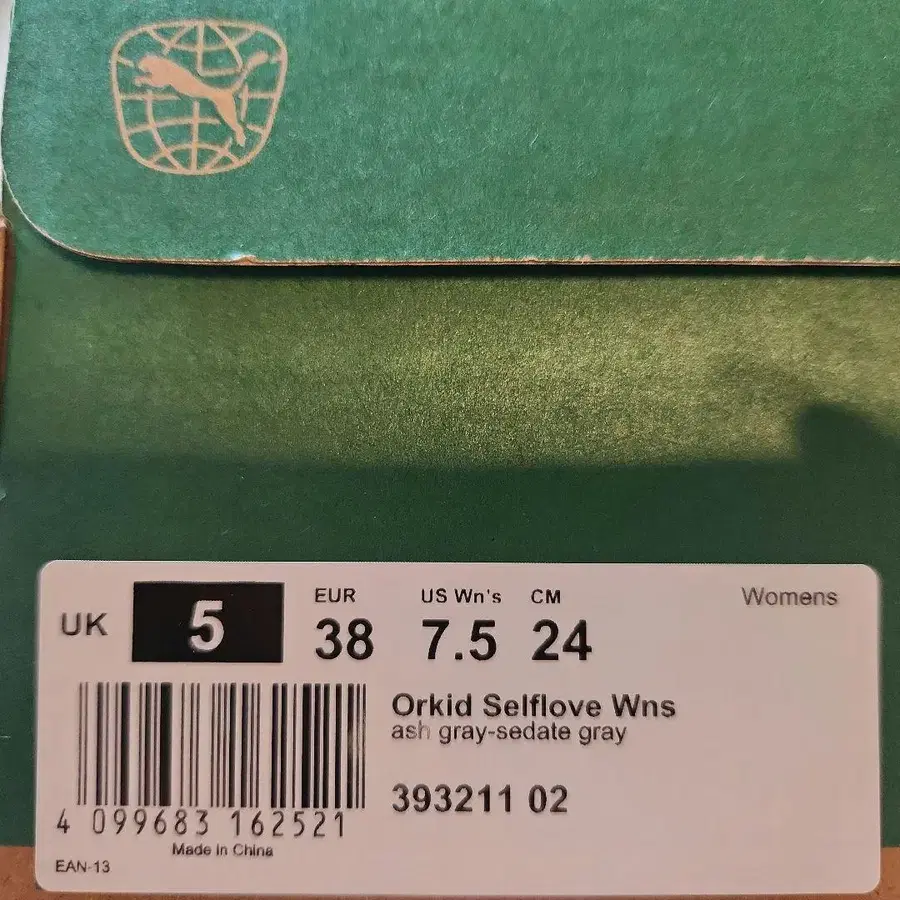 UK 5
EUR 38
US Wn's 7.5
CM 24
Womens
Orkid Selflove Wns
ash gray-sedate gray
393211 02
4 099683 162521
Made in China
EAN-13